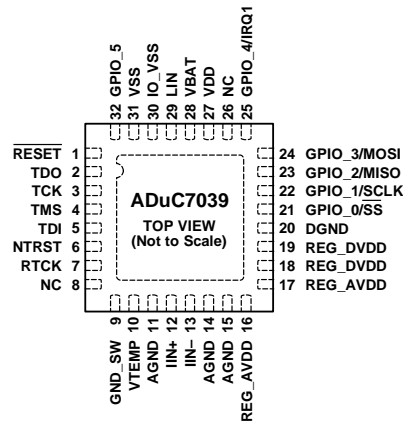 32 GPIO_5
31 VSS
30 IO_VSS
29 LIN
28 VBAT
27 VDD
26 NC
25 GPIO_4/IRQ1
RESET 1
TDO 2
TCK 3
TMS 4
TDI 5
NTRST 6
RTCK 7
NC 8
ADuC7039
TOP VIEW
(Not to Scale)
24 GPIO_3/MOSI
23 GPIO_2/MISO
22 GPIO_1/SCLK
21 GPIO_0/SS
20 DGND
19 REG_DVDD
18 REG_DVDD
17 REG_AVDD
GND_SW 9
VTEMP 10
AGND 11
IIN+ 12
IIN– 13
AGND 14
AGND 15
REG_AVDD 16